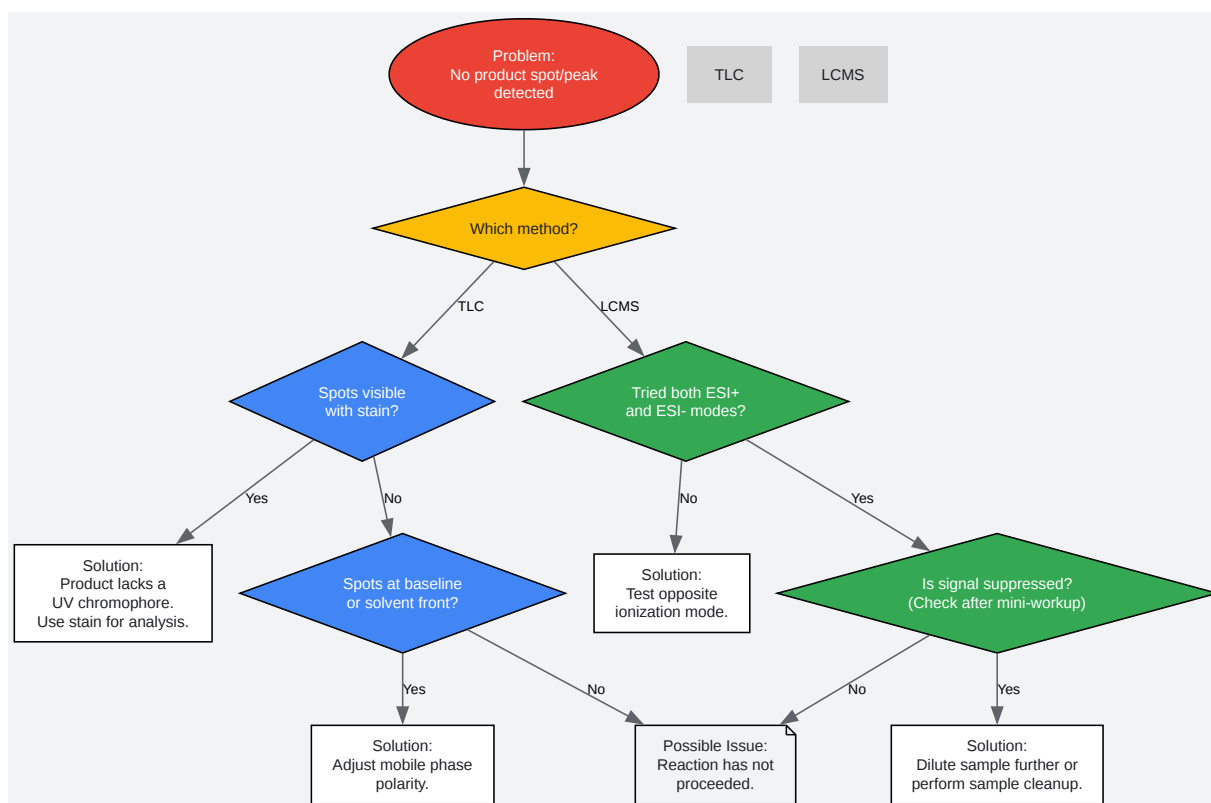 Problem:
No product spot/peak
detected
TLC
LCMS
Which method?
TLC
LCMS
Spots visible
with stain?
Tried both ESI+
and ESI- modes?
Yes
No
No
Yes
Solution:
Product lacks a
UV chromophore.
Use stain for analysis.
Spots at baseline
or solvent front?
Solution:
Test opposite
ionization mode.
Is signal suppressed?
(Check after mini-workup)
Yes
No
No
Yes
Solution:
Adjust mobile phase
polarity.
Possible Issue:
Reaction has not
proceeded.
Solution:
Dilute sample further or
perform sample cleanup.